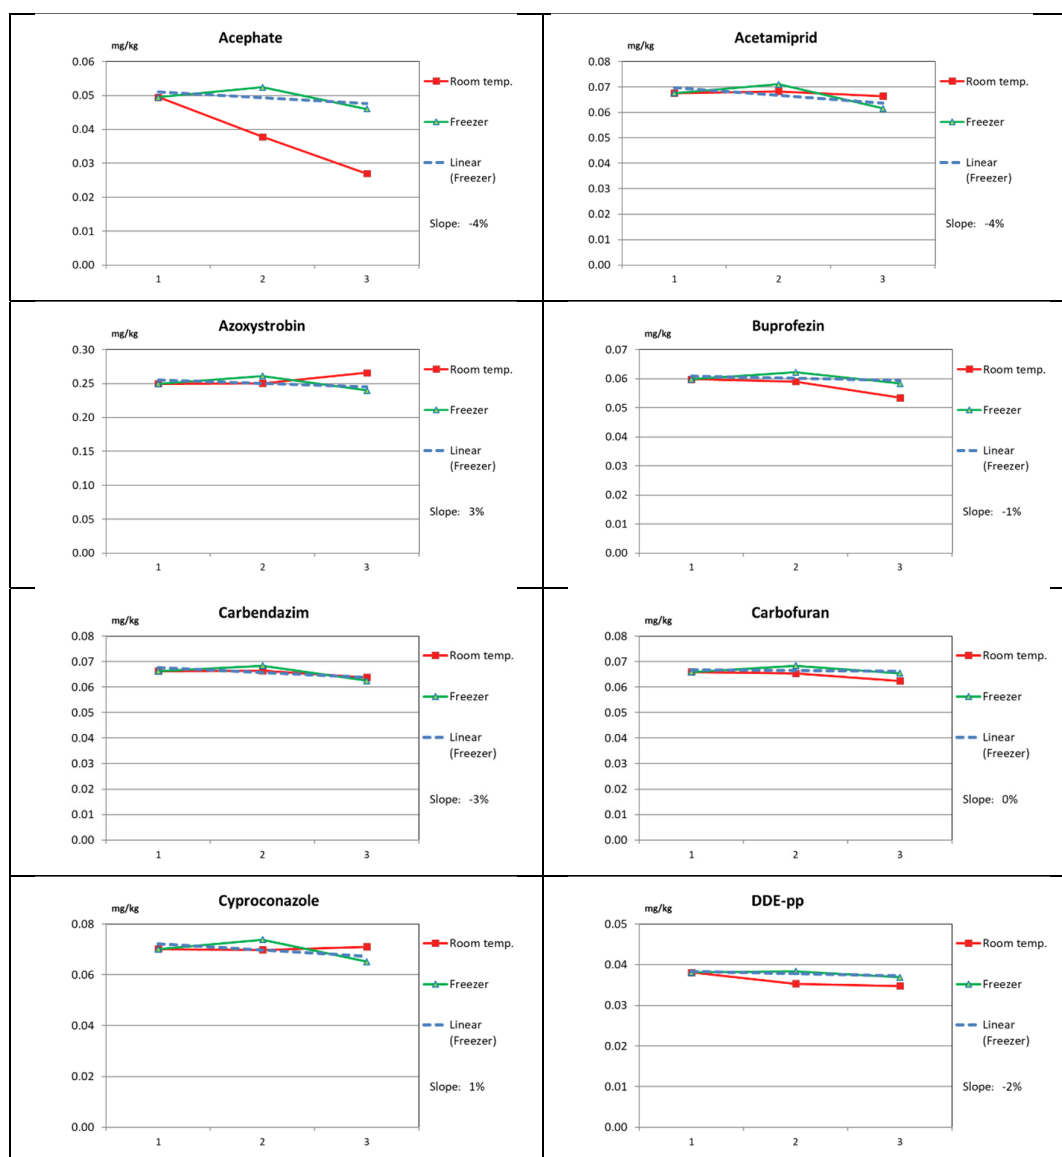 Acephate
mg/kg
0.06
0.05
0.04
0.03
0.02
0.01
0.00
1 2 3
Room temp.
Freezer
Linear
(Freezer)
Slope: -4%
Acetamiprid
mg/kg
0.08
0.07
0.06
0.05
0.04
0.03
0.02
0.01
0.00
1 2 3
Room temp.
Freezer
Linear
(Freezer)
Slope: -4%
Azoxystrobin
mg/kg
0.30
0.25
0.20
0.15
0.10
0.05
0.00
1 2 3
Room temp.
Freezer
Linear
(Freezer)
Slope: 3%
Buprofezin
mg/kg
0.07
0.06
0.05
0.04
0.03
0.02
0.01
0.00
1 2 3
Room temp.
Freezer
Linear
(Freezer)
Slope: -1%
Carbendazim
mg/kg
0.08
0.07
0.06
0.05
0.04
0.03
0.02
0.01
0.00
1 2 3
Room temp.
Freezer
Linear
(Freezer)
Slope: -3%
Carbofuran
mg/kg
0.08
0.07
0.06
0.05
0.04
0.03
0.02
0.01
0.00
1 2 3
Room temp.
Freezer
Linear
(Freezer)
Slope: 0%
Cyproconazole
mg/kg
0.08
0.06
0.04
0.02
0.00
1 2 3
Room temp.
Freezer
Linear
(Freezer)
Slope: 1%
DDE-pp
mg/kg
0.05
0.04
0.03
0.02
0.01
0.00
1 2 3
Room temp.
Freezer
Linear
(Freezer)
Slope: -2%